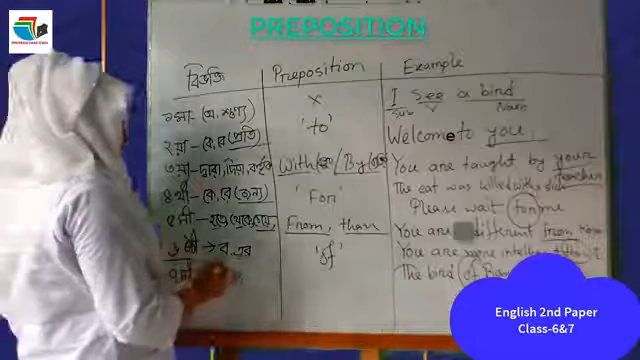 PREPOSITION
বিভক্তি Preposition Example
১মা - (অ, শূণ্য) × I see a bird
Sub V Noun
২য়া - (কে, রে) প্রতি 'to' Welcome to you.
৩য়া - দ্বারা, দিয়া, কর্তৃক With / By You are taught by your teacher
৪র্থী - কে, রে (জন্য) 'For' The cat was killed with a
Please wait for me
৫মী - From, than You are different from
৬ষ্ঠী → র, এর 'of' You are more intelligent than
৭মী The bird of
English 2nd Paper
Class-6&7